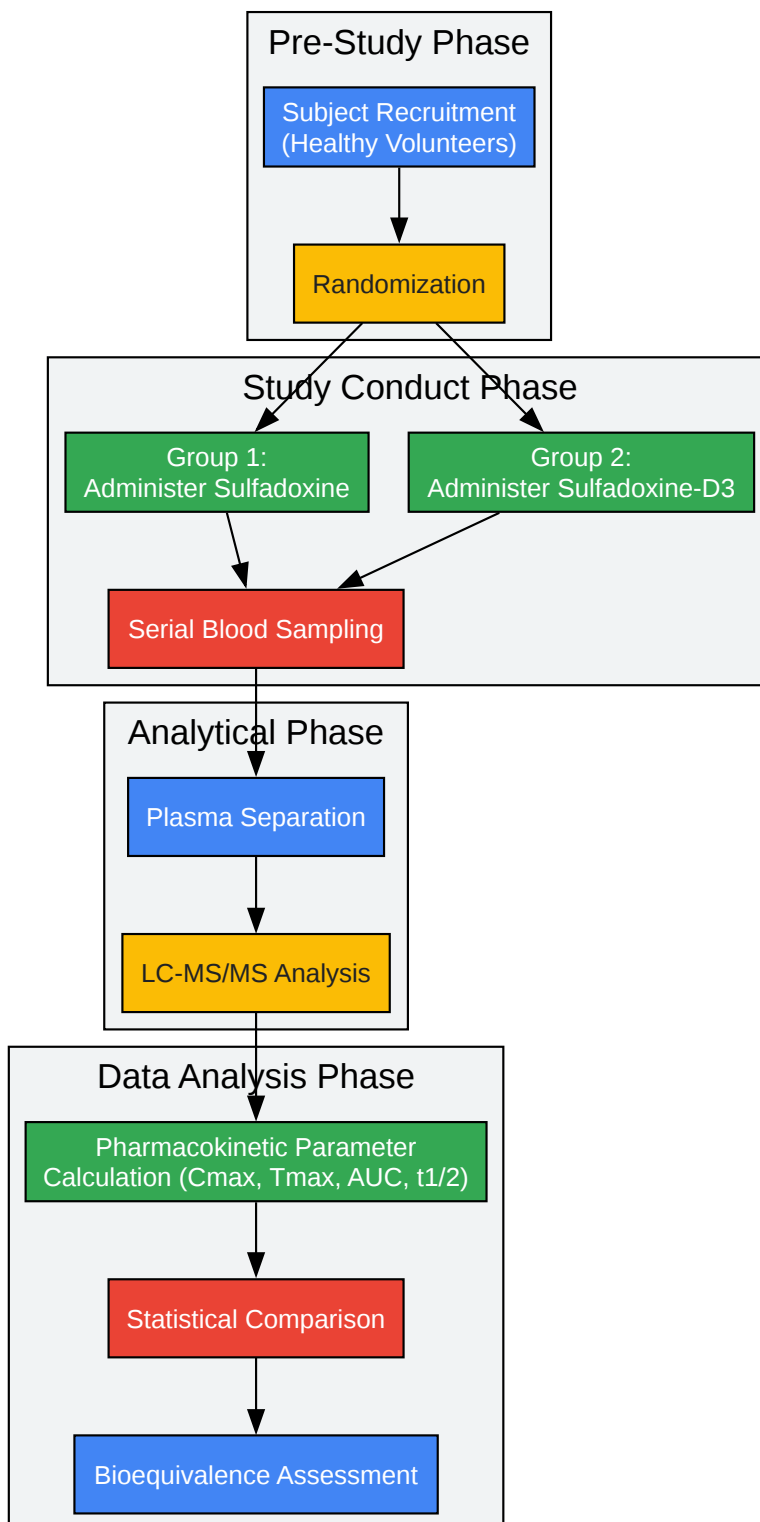 Pre-Study Phase
Subject Recruitment
(Healthy Volunteers)
Randomization
Study Conduct Phase
Group 1:
Administer Sulfadoxine
Group 2:
Administer Sulfadoxine-D3
Serial Blood Sampling
Analytical Phase
Plasma Separation
LC-MS/MS Analysis
Data Analysis Phase
Pharmacokinetic Parameter
Calculation (Cmax, Tmax, AUC, t1/2)
Statistical Comparison
Bioequivalence Assessment